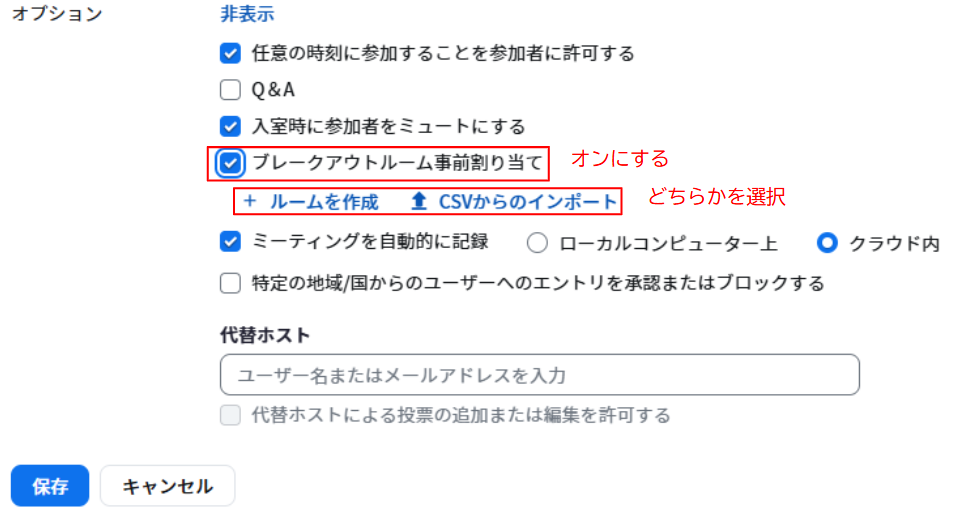 オプション 非表示
任意の時刻に参加することを参加者に許可する
Q&A
入室時に参加者をミュートにする
ブレークアウトルーム事前割り当て オンにする
+ ルームを作成 CSVからのインポート どちらかを選択
ミーティングを自動的に記録 ローカルコンピューター上 クラウド内
特定の地域/国からのユーザーへのエントリを承認またはブロックする
代替ホスト
ユーザー名またはメールアドレスを入力
代替ホストによる投票の追加または編集を許可する
保存 キャンセル